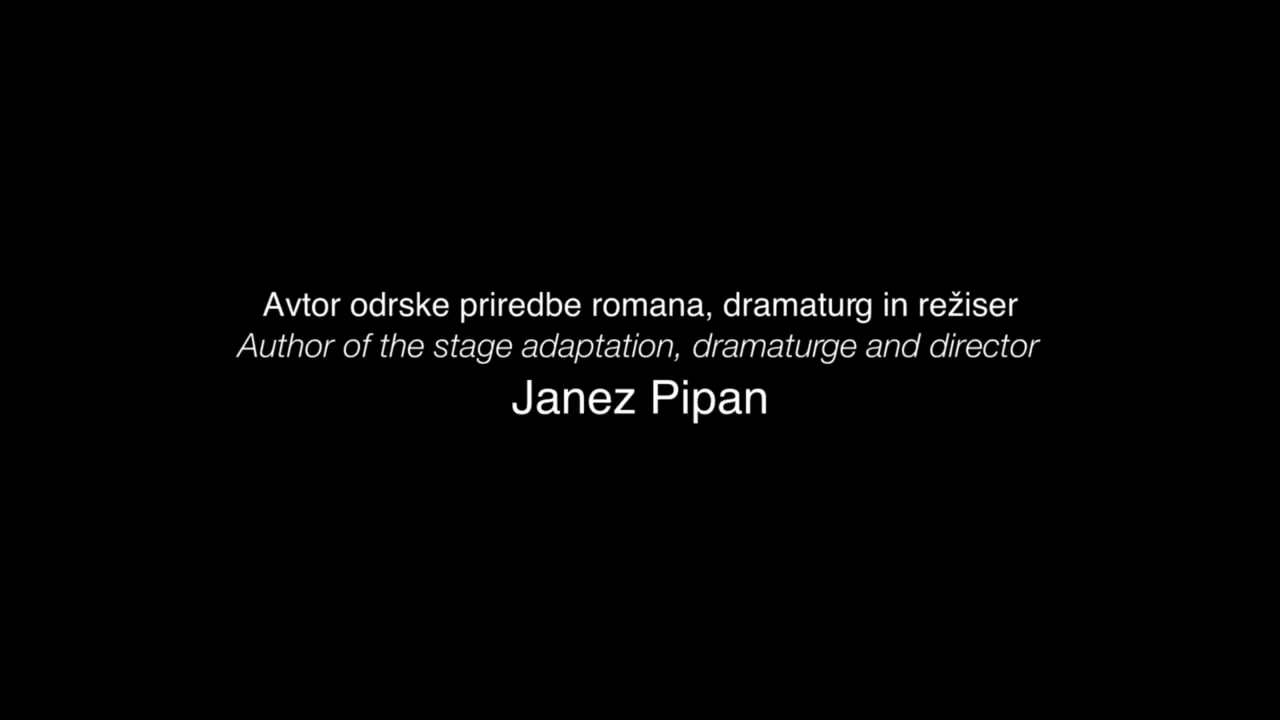 Avtor odrske priredbe romana, dramaturg in režiser
Author of the stage adaptation, dramaturge and director
Janez Pipan